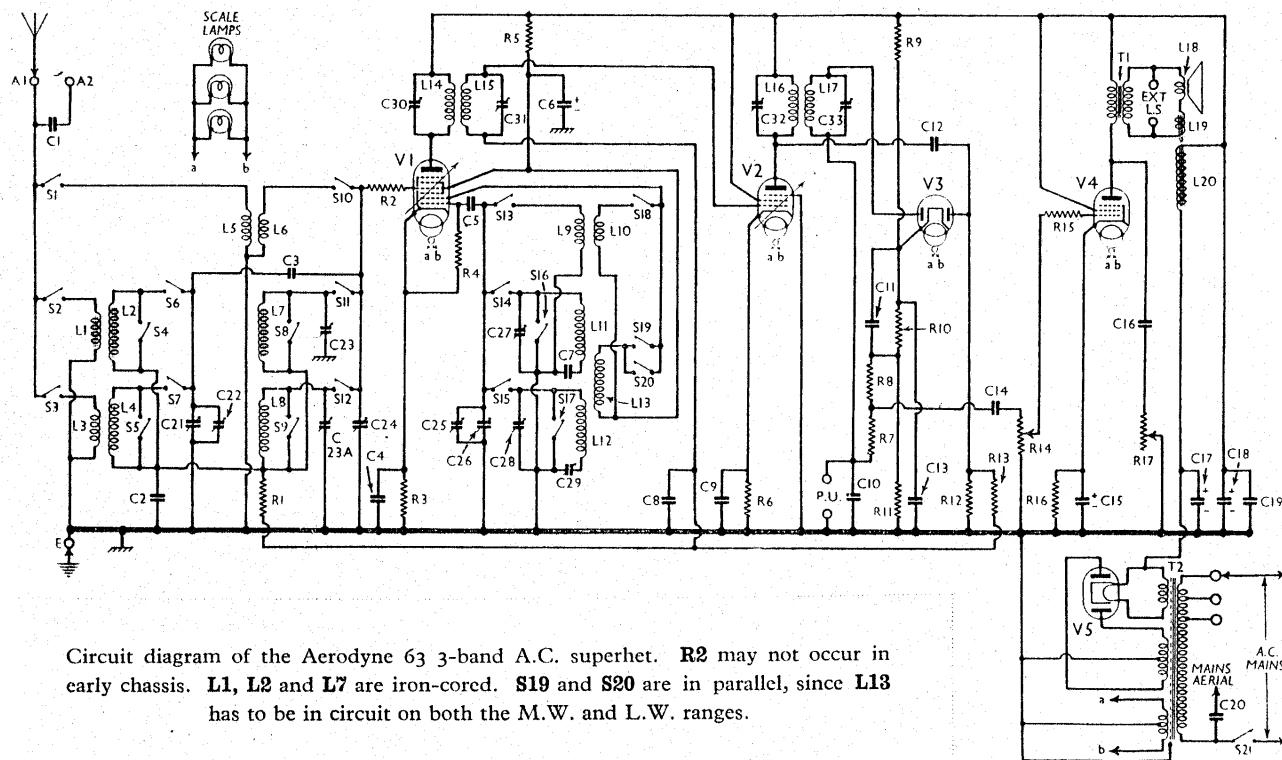 SCALE LAMPS
A1 A2
C1
a b
S1
S10
R2
L5 L6
C3
S2
S6
L1 L2
S4
L7
S8
S11
C23
S3
S7
L3 L4
S5
C21
C22
L8
S9
S12
C23A
C24
C2
R1
C4
R3
E
R5
L14 L15
C30 C31
C6 + -
V1
a b
C5
R4
S13
S18
L9 L10
S14
S16
C27
L11
C7
S19
S20
S15
S17
L13
C25
C26
C28
L12
C29
C8
C9
R6
L16 L17
C32 C33
R9
C12
V2
a b
V3
a b
C11
R10
R8
R7
C14
P.U.
C10
R11
C13
R12
R13
R14
T1
L18
EXT L.S
L19
L20
V4
a b
R15
C16
R17
R16
C15 + -
C17 + -
C18 + -
C19
V5
T2
a
b
MAINS AERIAL
C20
A.C. MAINS
S21
Circuit diagram of the Aerodyne 63 3-band A.C. superhet. R2 may not occur in
early chassis. L1, L2 and L7 are iron-cored. S19 and S20 are in parallel, since L13
has to be in circuit on both the M.W. and L.W. ranges.